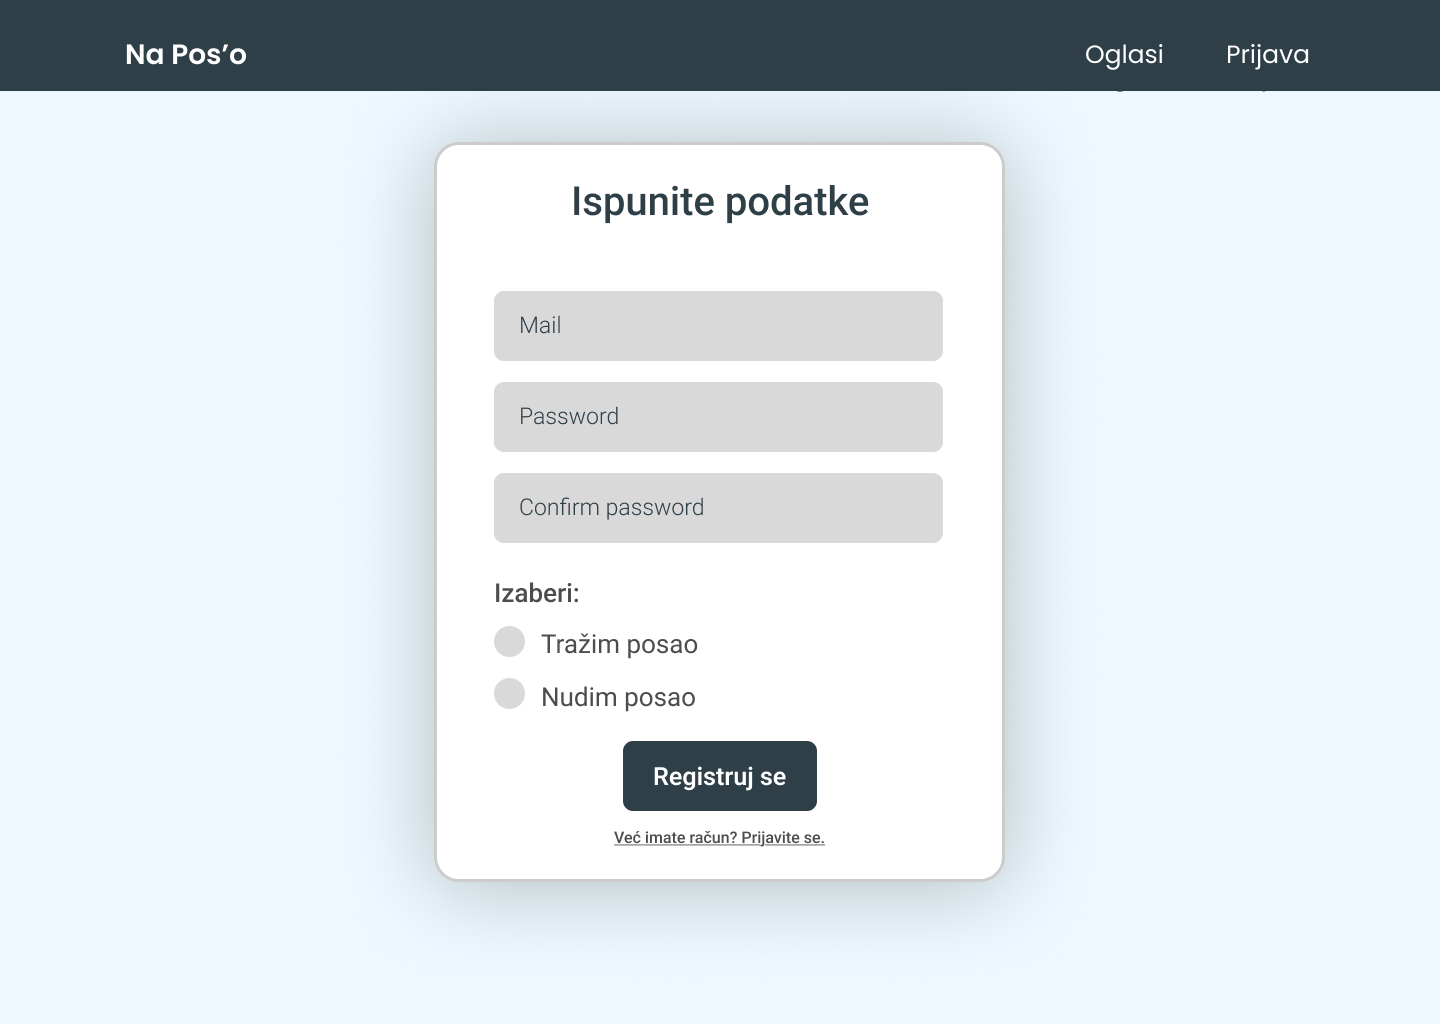 Na Pos’o
Oglasi
Prijava
Ispunite podatke
Mail
Password
Confirm password
Izaberi:
Tražim posao
Nudim posao
Registruj se
Već imate račun? Prijavite se.